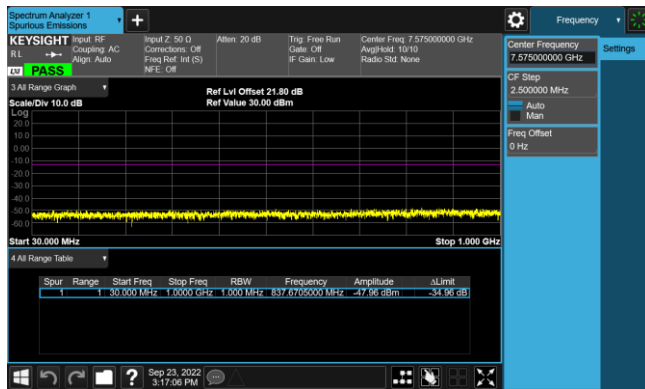 Spectrum Analyzer 1
Spurious Emissions
+
Frequency
KEYSIGHT
RL
LXI
PASS
Input: RF
Coupling: AC
Align: Auto
Input Z: 50 Ω
Corrections: Off
Freq Ref: Int (S)
NFE: Off
Atten: 20 dB
Trig: Free Run
Gate: Off
IF Gain: Low
Center Freq: 7.575000000 GHz
Avg|Hold: 10/10
Radio Std: None
Center Frequency
7.575000000 GHz
Settings
CF Step
2.500000 MHz
Auto
Man
Freq Offset
0 Hz
3 All Range Graph
Scale/Div 10.0 dB
Ref Lvl Offset 21.80 dB
Ref Value 30.00 dBm
Log
20.0
10.0
0.00
-10.0
-20.0
-30.0
-40.0
-50.0
-60.0
Start 30.000 MHz
Stop 1.000 GHz
4 All Range Table
Spur Range Start Freq Stop Freq RBW Frequency Amplitude ΔLimit
1 1 30.000 MHz 1.0000 GHz 1.000 MHz 837.6705000 MHz -47.96 dBm -34.96 dB
?
Sep 23, 2022
3:17:06 PM